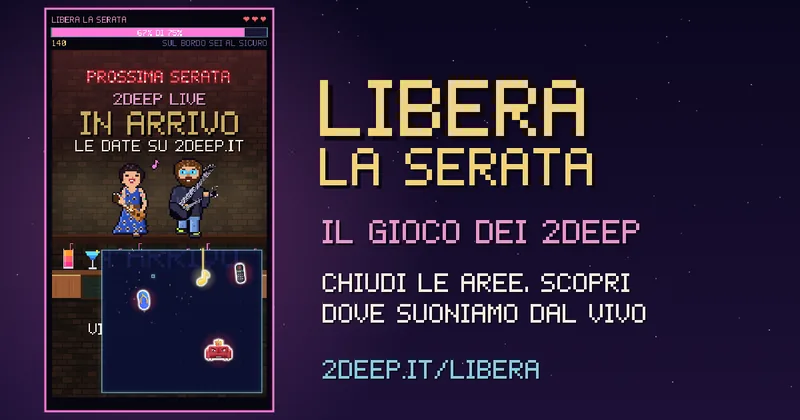 LIBERA LA SERATA
67% DI 75%
140
SUL BORDO SEI AL SICURO
PROSSIMA SERATA
2DEEP LIVE
IN ARRIVO
LE DATE SU 2DEEP.IT
VI
LIBERA
LA SERATA
IL GIOCO DEI 2DEEP
CHIUDI LE AREE. SCOPRI
DOVE SUONIAMO DAL VIVO
2DEEP.IT/LIBERA